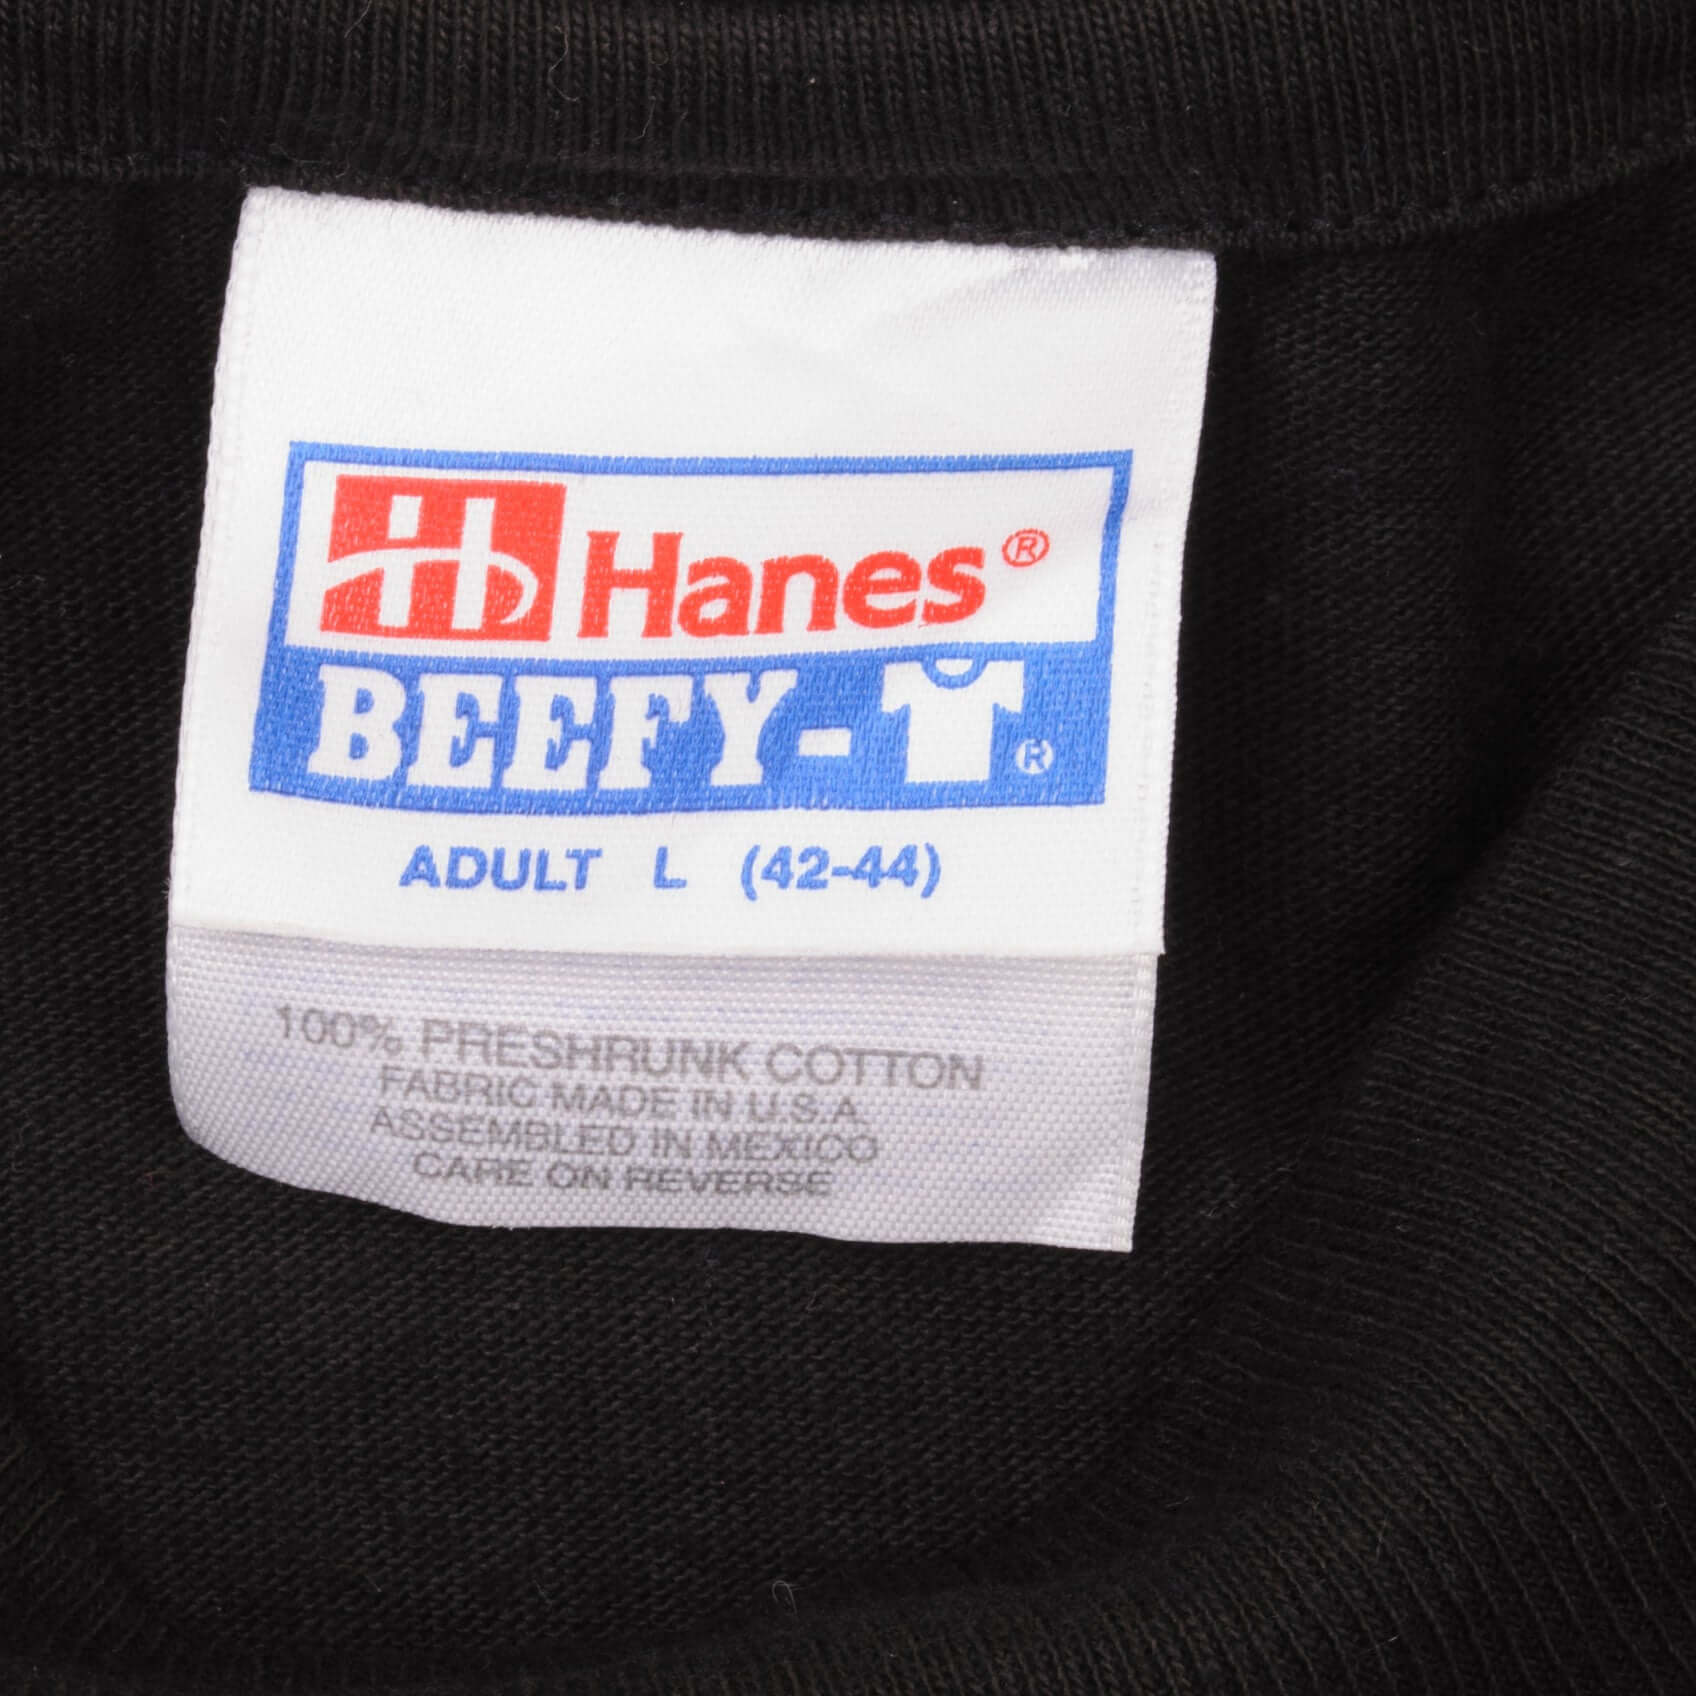 H Hanes®
BEEFY-T®
ADULT L (42-44)
100% PRESHRUNK COTTON
FABRIC MADE IN U.S.A.
ASSEMBLED IN MEXICO
CARE ON REVERSE